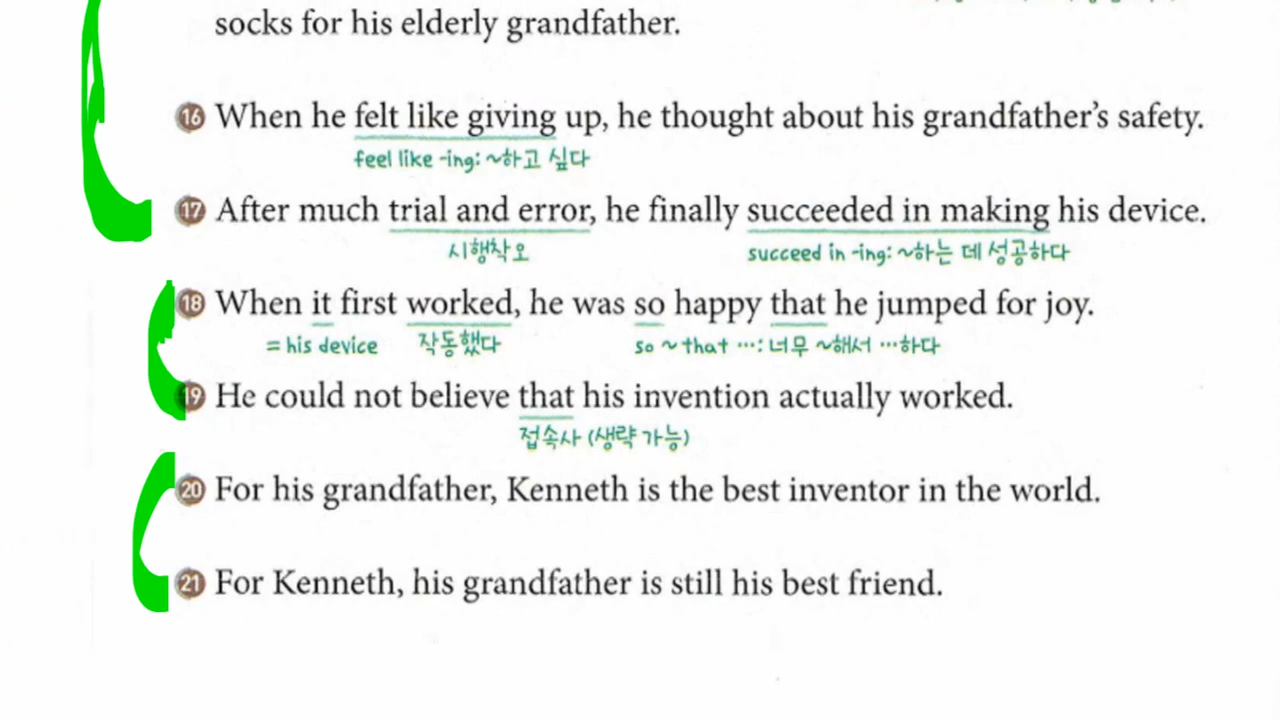 socks for his elderly grandfather.
16 When he felt like giving up, he thought about his grandfather's safety.
feel like -ing: ~하고 싶다
17 After much trial and error, he finally succeeded in making his device.
시행착오 succeed in -ing: ~하는 데 성공하다
18 When it first worked, he was so happy that he jumped for joy.
= his device 작동했다 so ~ that …: 너무 ~해서 …하다
19 He could not believe that his invention actually worked.
접속사 (생략 가능)
20 For his grandfather, Kenneth is the best inventor in the world.
21 For Kenneth, his grandfather is still his best friend.